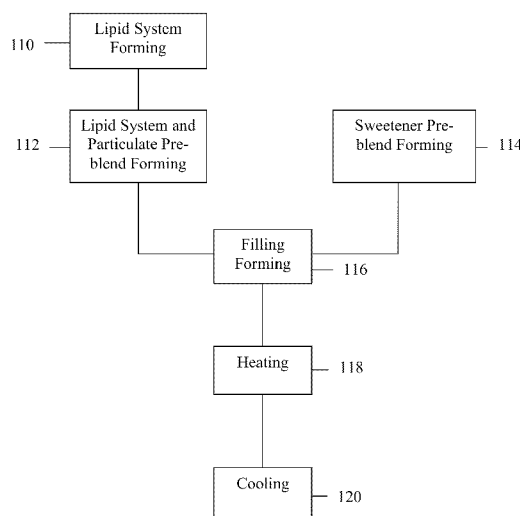 Lipid System
Forming
110
Lipid System and
Particulate Pre-
blend Forming
112
Sweetener Pre-
blend Forming
114
Filling
Forming
116
Heating
118
Cooling
120